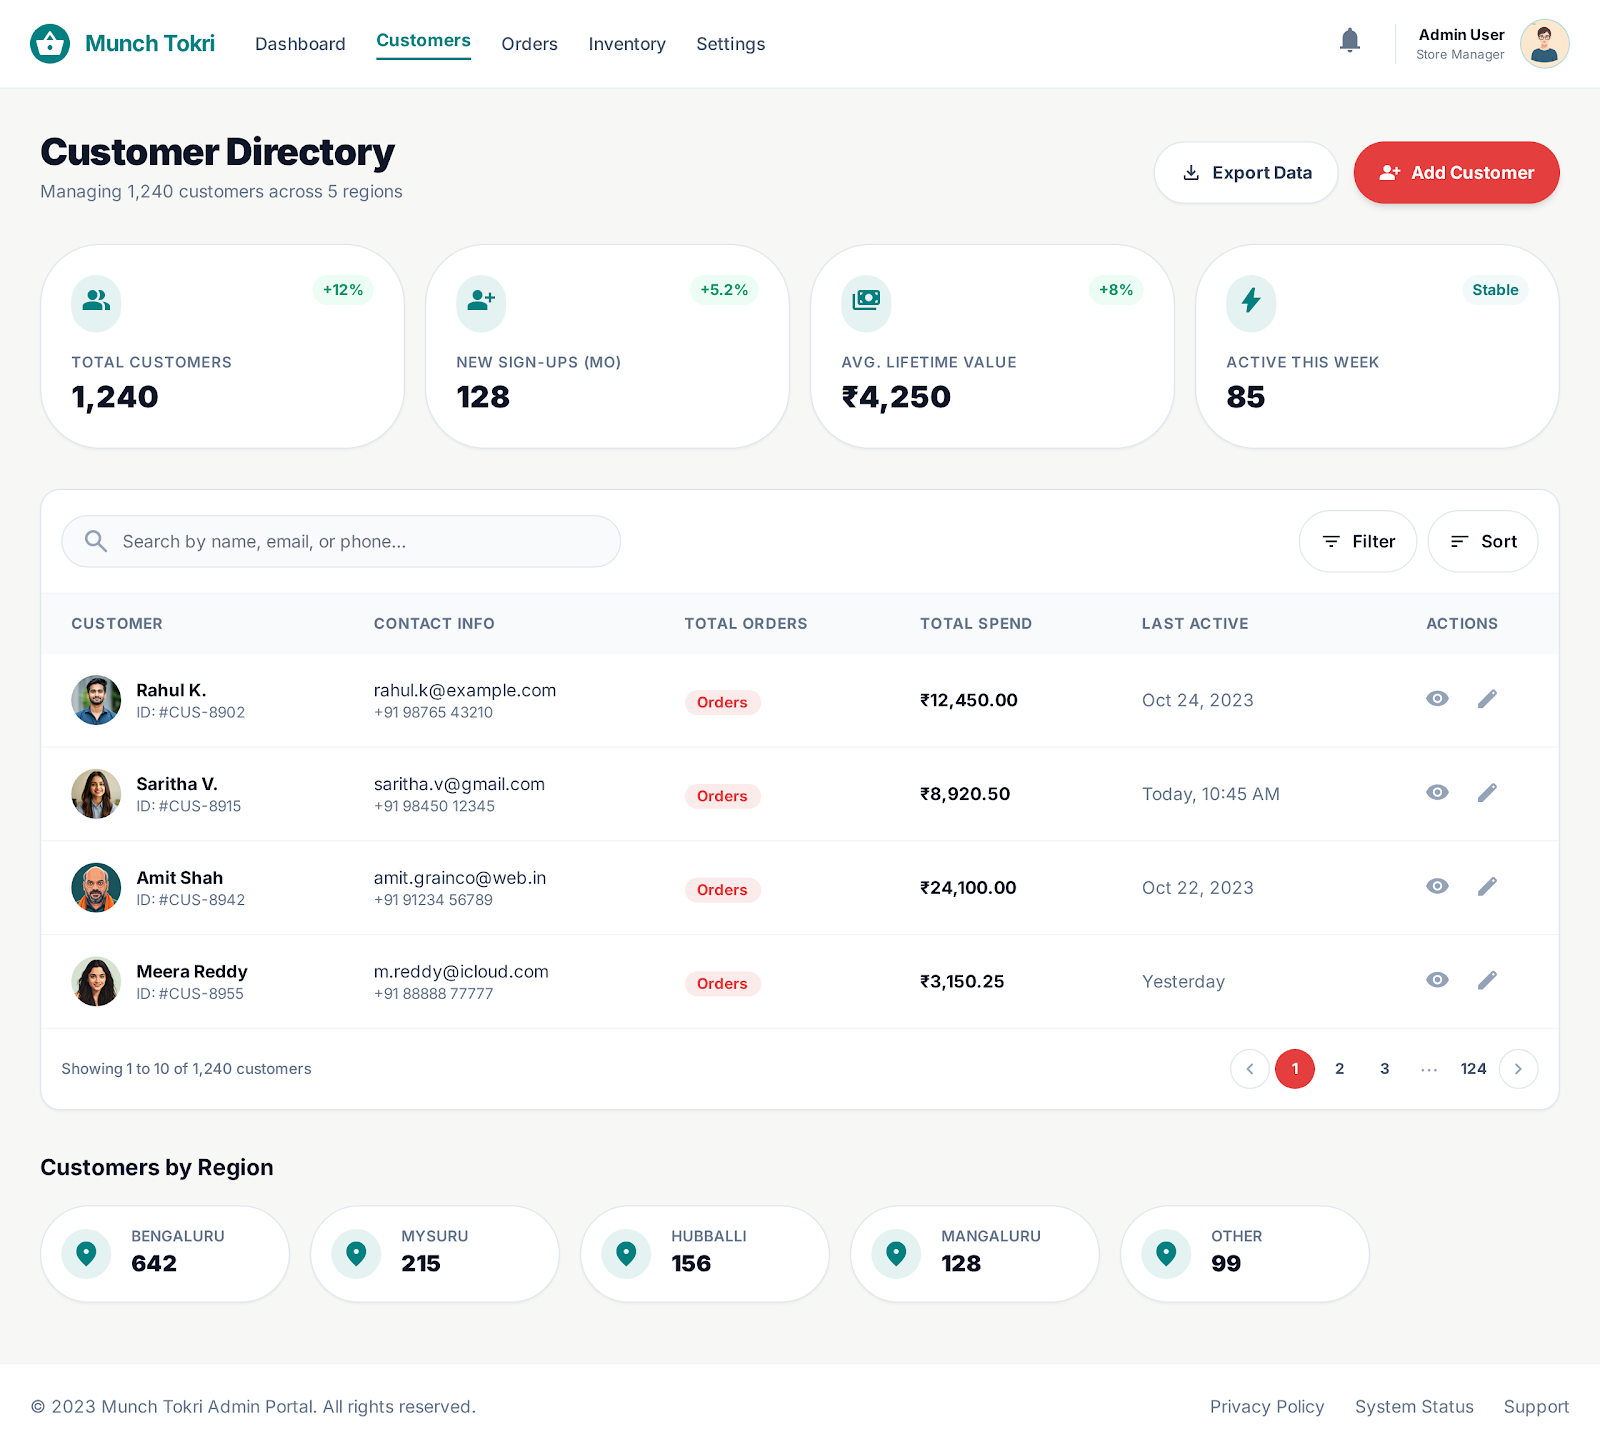 Munch Tokri
Dashboard
Customers
Orders
Inventory
Settings
Admin User
Store Manager
Customer Directory
Managing 1,240 customers across 5 regions
Export Data
Add Customer
+12%
TOTAL CUSTOMERS
1,240
+5.2%
NEW SIGN-UPS (MO)
128
+8%
AVG. LIFETIME VALUE
₹4,250
Stable
ACTIVE THIS WEEK
85
Search by name, email, or phone...
Filter
Sort
CUSTOMER CONTACT INFO TOTAL ORDERS TOTAL SPEND LAST ACTIVE ACTIONS
Rahul K.
ID: #CUS-8902
rahul.k@example.com
+91 98765 43210
Orders
₹12,450.00
Oct 24, 2023
Saritha V.
ID: #CUS-8915
saritha.v@gmail.com
+91 98450 12345
Orders
₹8,920.50
Today, 10:45 AM
Amit Shah
ID: #CUS-8942
amit.grainco@web.in
+91 91234 56789
Orders
₹24,100.00
Oct 22, 2023
Meera Reddy
ID: #CUS-8955
m.reddy@icloud.com
+91 88888 77777
Orders
₹3,150.25
Yesterday
Showing 1 to 10 of 1,240 customers
1 2 3 ... 124
Customers by Region
BENGALURU
642
MYSURU
215
HUBBALLI
156
MANGALURU
128
OTHER
99
© 2023 Munch Tokri Admin Portal. All rights reserved.
Privacy Policy
System Status
Support